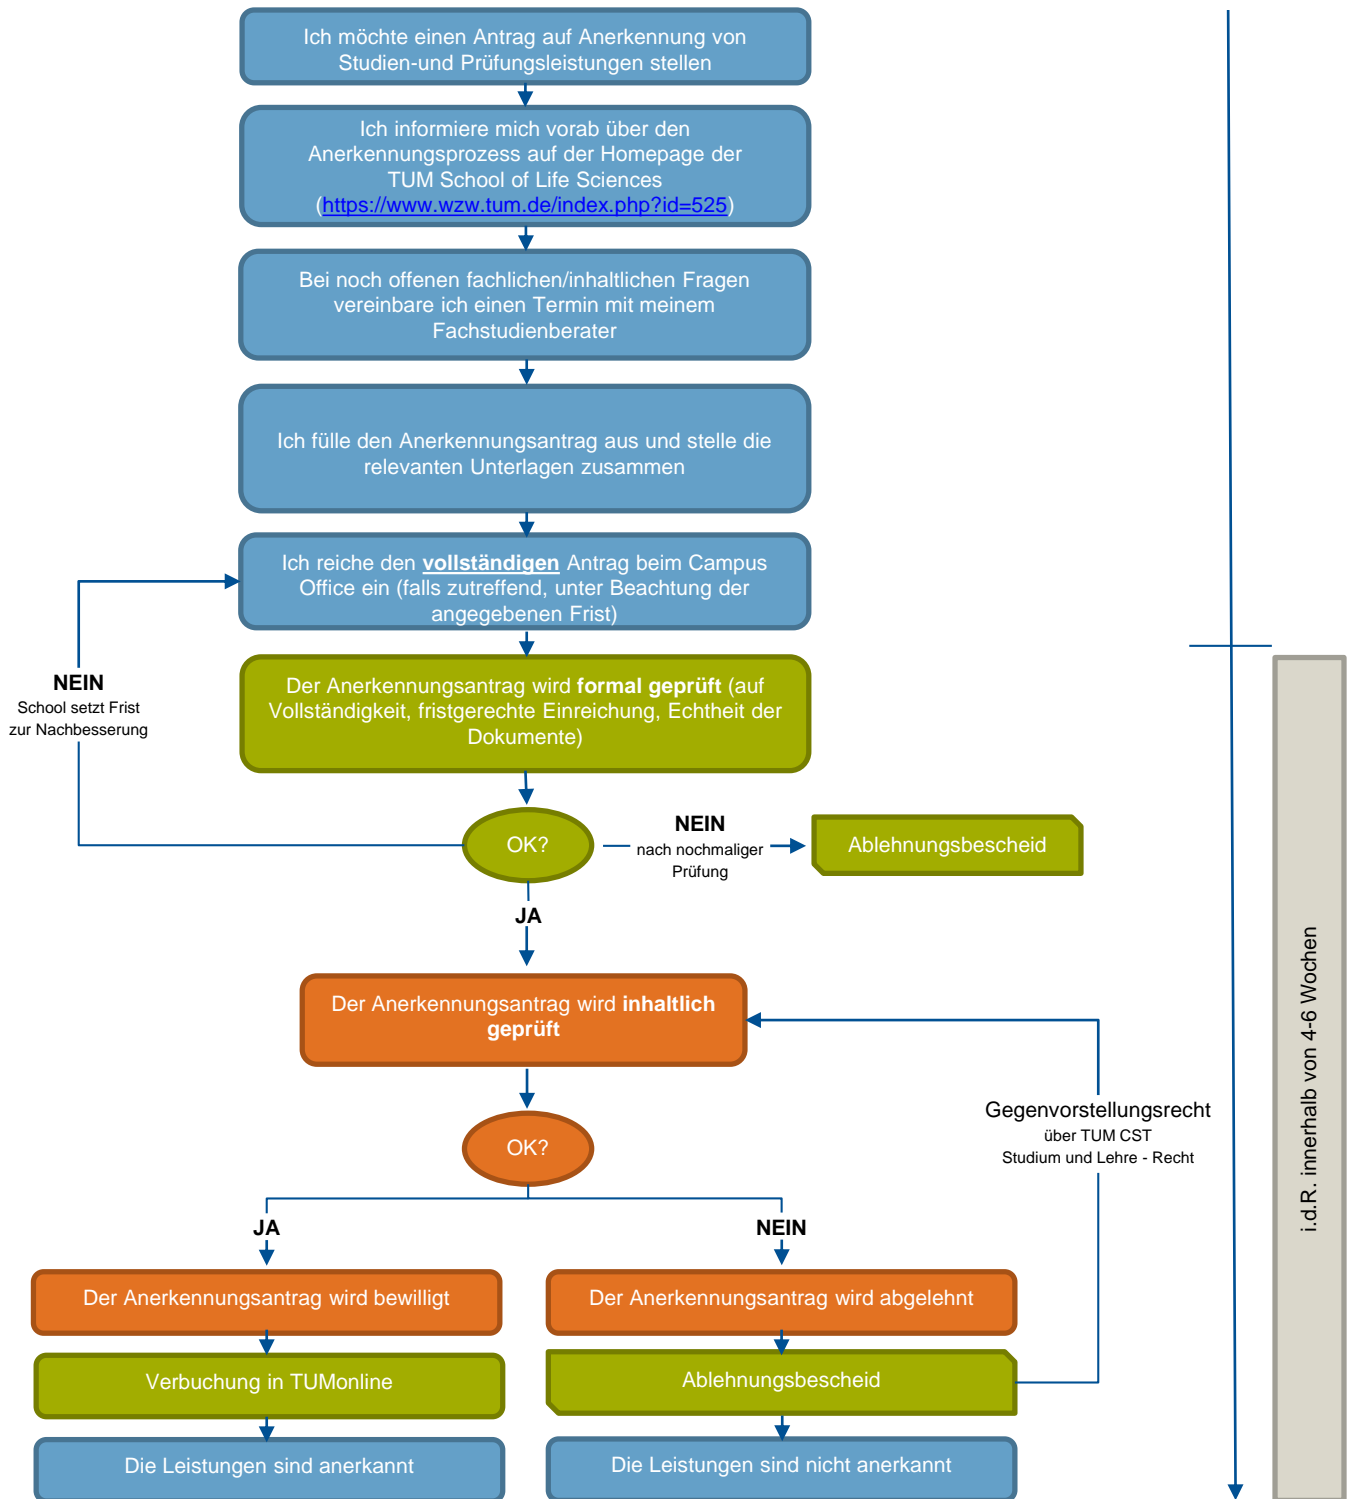 Ich möchte einen Antrag auf Anerkennung von
Studien-und Prüfungsleistungen stellen
Ich informiere mich vorab über den
Anerkennungsprozess auf der Homepage der
TUM School of Life Sciences
(https://www.wzw.tum.de/index.php?id=525)
Bei noch offenen fachlichen/inhaltlichen Fragen
vereinbare ich einen Termin mit meinem
Fachstudienberater
Ich fülle den Anerkennungsantrag aus und stelle die
relevanten Unterlagen zusammen
Ich reiche den vollständigen Antrag beim Campus
Office ein (falls zutreffend, unter Beachtung der
angegebenen Frist)
NEIN
School setzt Frist
zur Nachbesserung
Der Anerkennungsantrag wird formal geprüft (auf
Vollständigkeit, fristgerechte Einreichung, Echtheit der
Dokumente)
OK?
NEIN
nach nochmaliger
Prüfung
Ablehnungsbescheid
JA
Der Anerkennungsantrag wird inhaltlich
geprüft
OK?
Gegenvorstellungsrecht
über TUM CST
Studium und Lehre - Recht
JA
NEIN
Der Anerkennungsantrag wird bewilligt
Der Anerkennungsantrag wird abgelehnt
Verbuchung in TUMonline
Ablehnungsbescheid
Die Leistungen sind anerkannt
Die Leistungen sind nicht anerkannt
i.d.R. innerhalb von 4-6 Wochen